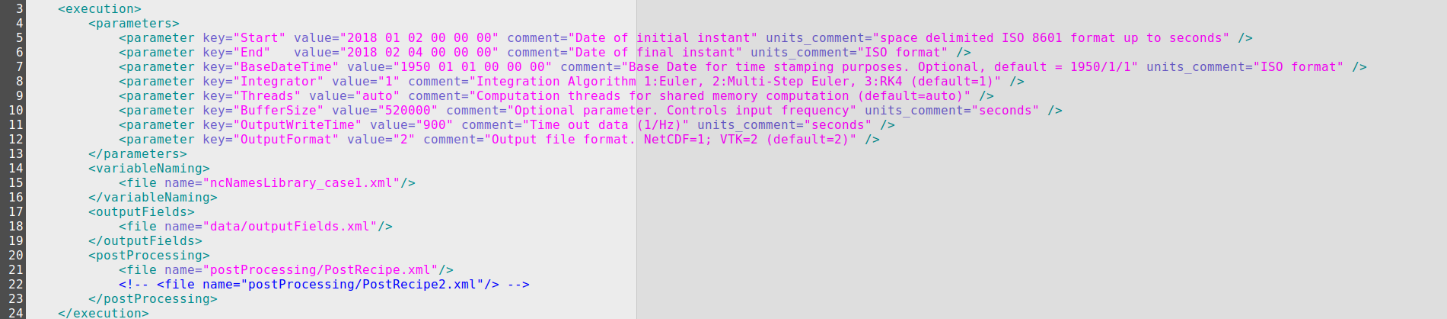 3 <execution>
4 <parameters>
5 <parameter key="Start" value="2018 01 02 00 00 00" comment="Date of initial instant" units_comment="space delimited ISO 8601 format up to seconds" />
6 <parameter key="End"   value="2018 02 04 00 00 00" comment="Date of final instant" units_comment="ISO format" />
7 <parameter key="BaseDateTime" value="1950 01 01 00 00 00" comment="Base Date for time stamping purposes. Optional, default = 1950/1/1" units_comment="ISO format" />
8 <parameter key="Integrator" value="1" comment="Integration Algorithm 1:Euler, 2:Multi-Step Euler, 3:RK4 (default=1)" />
9 <parameter key="Threads" value="auto" comment="Computation threads for shared memory computation (default=auto)" />
10 <parameter key="BufferSize" value="520000" comment="Optional parameter. Controls input frequency" units_comment="seconds" />
11 <parameter key="OutputWriteTime" value="900" comment="Time out data (1/Hz)" units_comment="seconds" />
12 <parameter key="OutputFormat" value="2" comment="Output file format. NetCDF=1; VTK=2 (default=2)" />
13 </parameters>
14 <variableNaming>
15 <file name="ncNamesLibrary_case1.xml"/>
16 </variableNaming>
17 <outputFields>
18 <file name="data/outputFields.xml"/>
19 </outputFields>
20 <postProcessing>
21 <file name="postProcessing/PostRecipe.xml"/>
22 <!-- <file name="postProcessing/PostRecipe2.xml"/> -->
23 </postProcessing>
24 </execution>